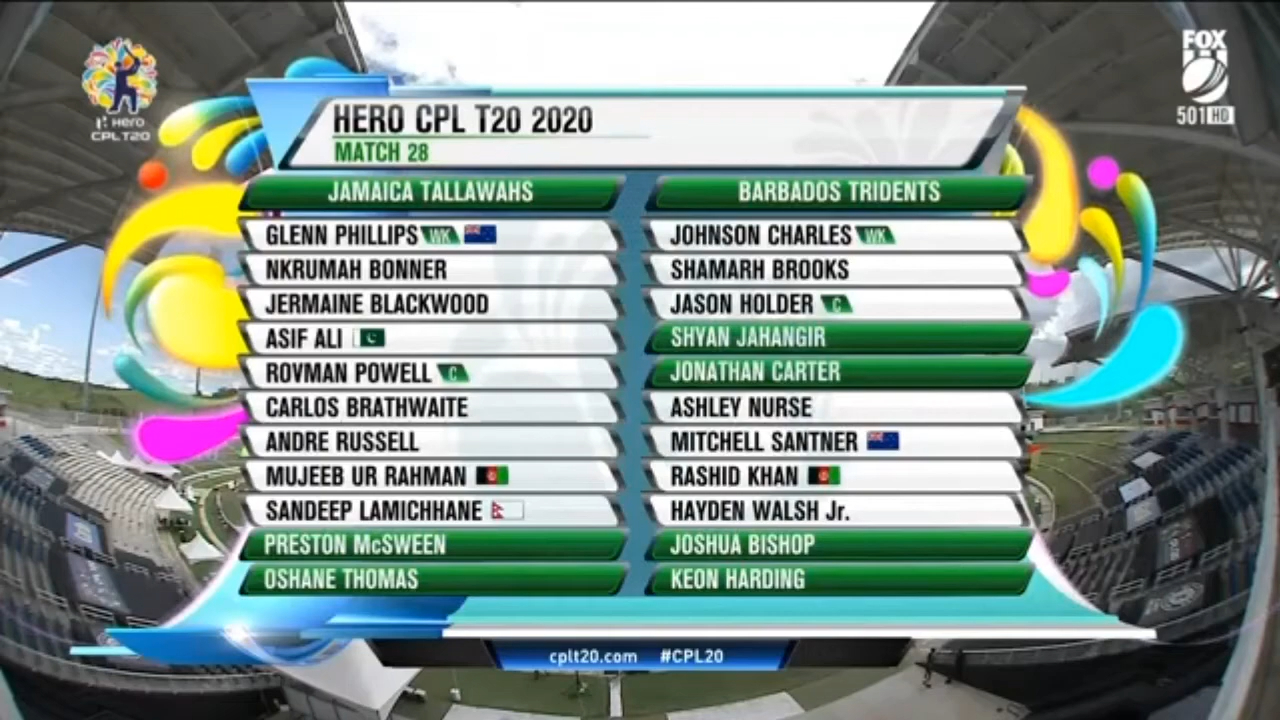 HERO
CPLT20
FOX
501 HD
HERO CPL T20 2020
MATCH 28
JAMAICA TALLAWAHS
GLENN PHILLIPS WK
NKRUMAH BONNER
JERMAINE BLACKWOOD
ASIF ALI
ROVMAN POWELL C
CARLOS BRATHWAITE
ANDRE RUSSELL
MUJEEB UR RAHMAN
SANDEEP LAMICHHANE
PRESTON McSWEEN
OSHANE THOMAS
BARBADOS TRIDENTS
JOHNSON CHARLES WK
SHAMARH BROOKS
JASON HOLDER C
SHYAN JAHANGIR
JONATHAN CARTER
ASHLEY NURSE
MITCHELL SANTNER
RASHID KHAN
HAYDEN WALSH Jr.
JOSHUA BISHOP
KEON HARDING
cplt20.com #CPL20